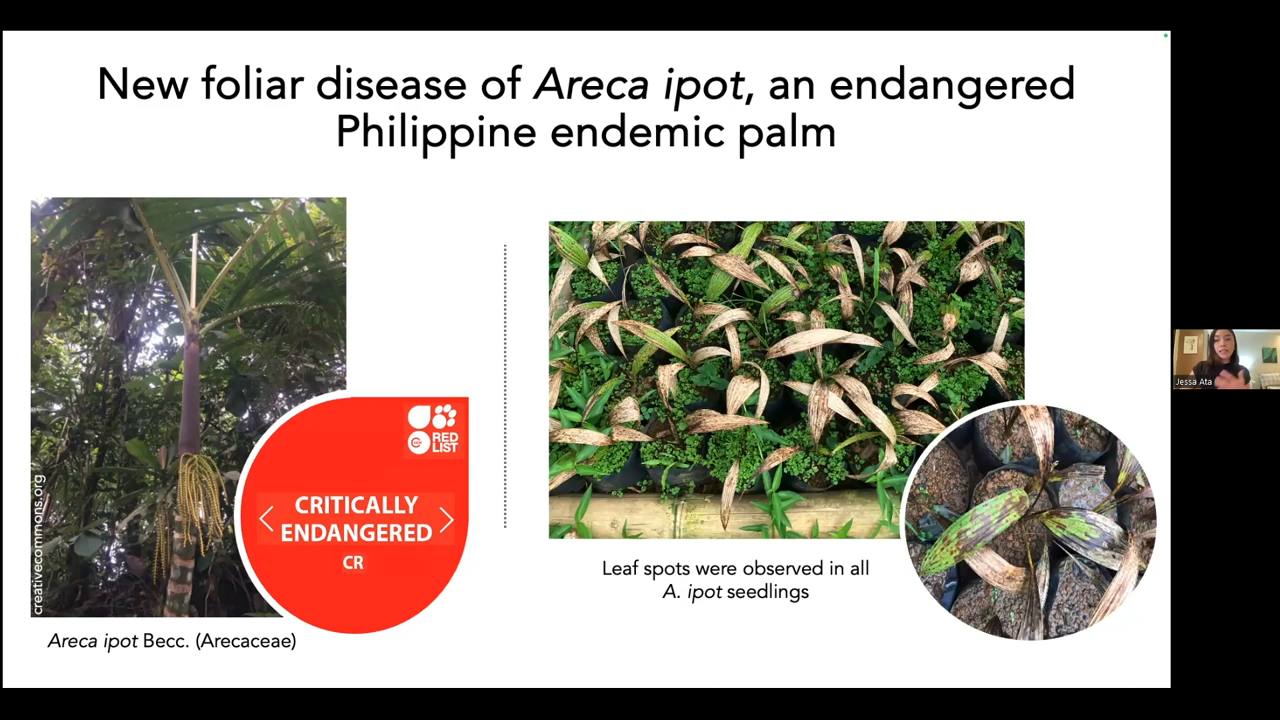 New foliar disease of Areca ipot, an endangered
Philippine endemic palm
creativecommons.org
RED
LIST
< CRITICALLY
ENDANGERED >
CR
Areca ipot Becc. (Arecaceae)
Leaf spots were observed in all
A. ipot seedlings
Jessa Ata